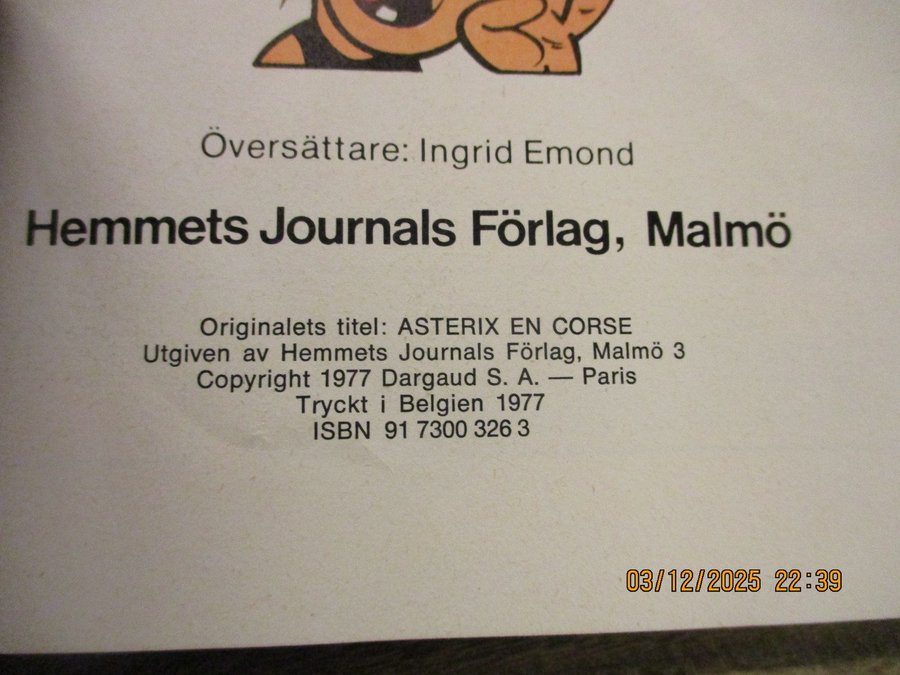 Översättare: Ingrid Emond
Hemmets Journals Förlag, Malmö
Originalets titel: ASTERIX EN CORSE
Utgiven av Hemmets Journals Förlag, Malmö 3
Copyright 1977 Dargaud S. A. — Paris
Tryckt i Belgien 1977
ISBN 91 7300 326 3
03/12/2025 22:39